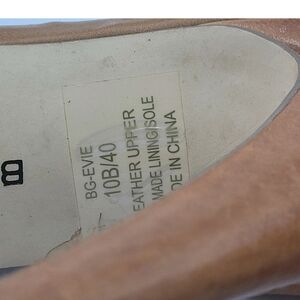 BG-EVIE
10B/40
EATHER UPPER
MADE LINING/SOLE
DE IN CHINA
B